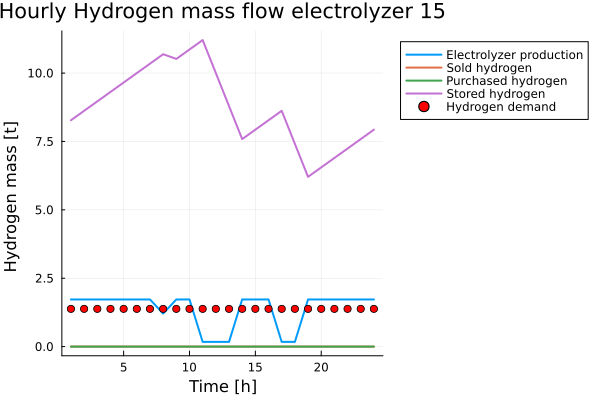 Hourly Hydrogen mass flow electrolyzer 15
Hydrogen mass [t]
10.0
7.5
5.0
2.5
0.0
5
10
15
20
Time [h]
Electrolyzer production
Sold hydrogen
Purchased hydrogen
Stored hydrogen
Hydrogen demand